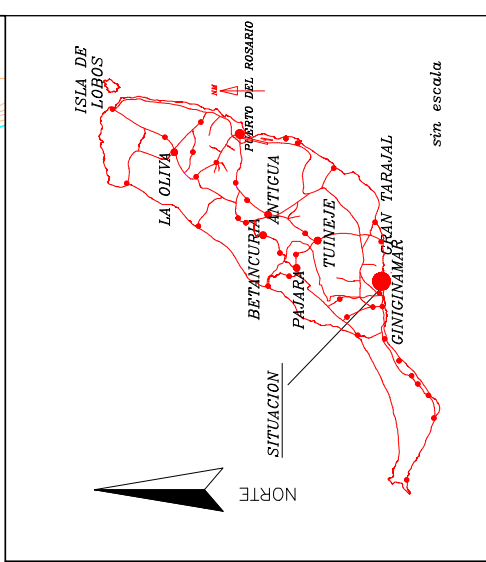 ISLA DE
LOBOS
NM
PUERTO DEL ROSARIO
LA OLIVA
ANTIGUA
BETANCURIA
TUINEJE
PAJARA
GRAN TARAJAL
GINIGINAMAR
sin escala
SITUACION
NORTE